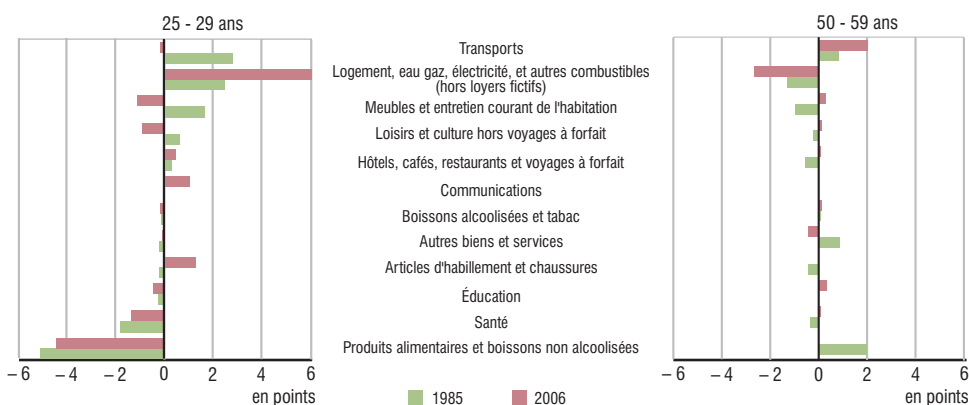 25 - 29 ans
50 - 59 ans
Transports
Logement, eau gaz, électricité, et autres combustibles
(hors loyers fictifs)
Meubles et entretien courant de l'habitation
Loisirs et culture hors voyages à forfait
Hôtels, cafés, restaurants et voyages à forfait
Communications
Boissons alcoolisées et tabac
Autres biens et services
Articles d'habillement et chaussures
Éducation
Santé
Produits alimentaires et boissons non alcoolisées
– 6 – 4 – 2 0 2 4 6
– 6 – 4 – 2 0 2 4 6
en points
1985
2006
en points